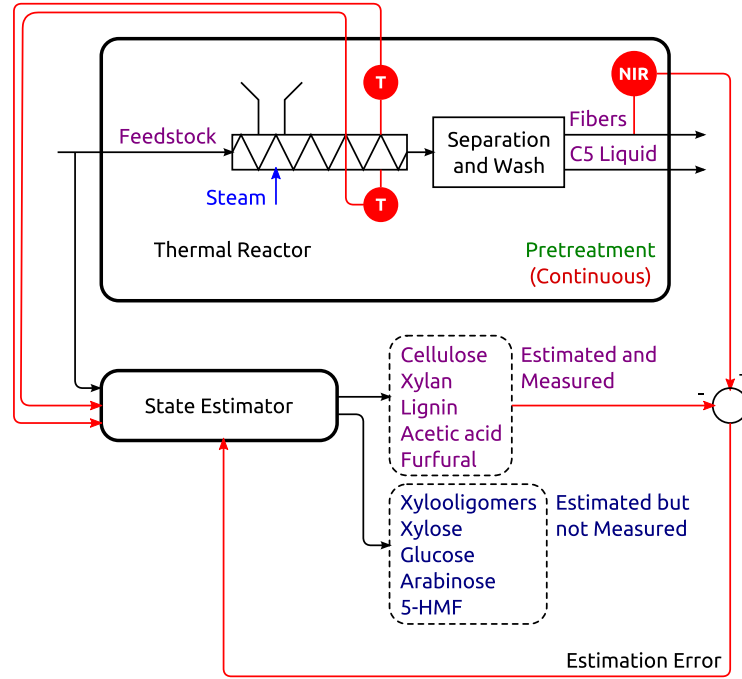 T
NIR
Feedstock
Separation
and Wash
Fibers
C5 Liquid
Steam
T
Thermal Reactor
Pretreatment
(Continuous)
State Estimator
Cellulose
Xylan
Lignin
Acetic acid
Furfural
Estimated and
Measured
-
Xylooligomers
Xylose
Glucose
Arabinose
5-HMF
Estimated but
not Measured
Estimation Error